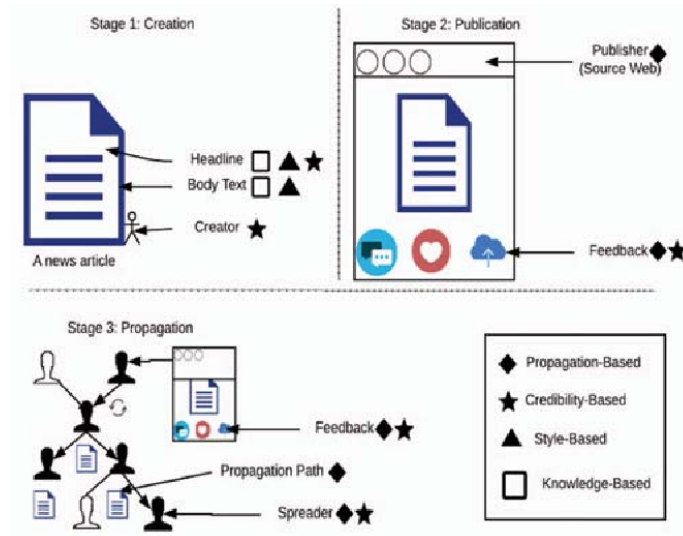 Stage 1: Creation
Headline
Body Text
Creator
A news article
Stage 2: Publication
Publisher
(Source Web)
Feedback
Stage 3: Propagation
Feedback
Propagation Path
Spreader
Propagation-Based
Credibility-Based
Style-Based
Knowledge-Based